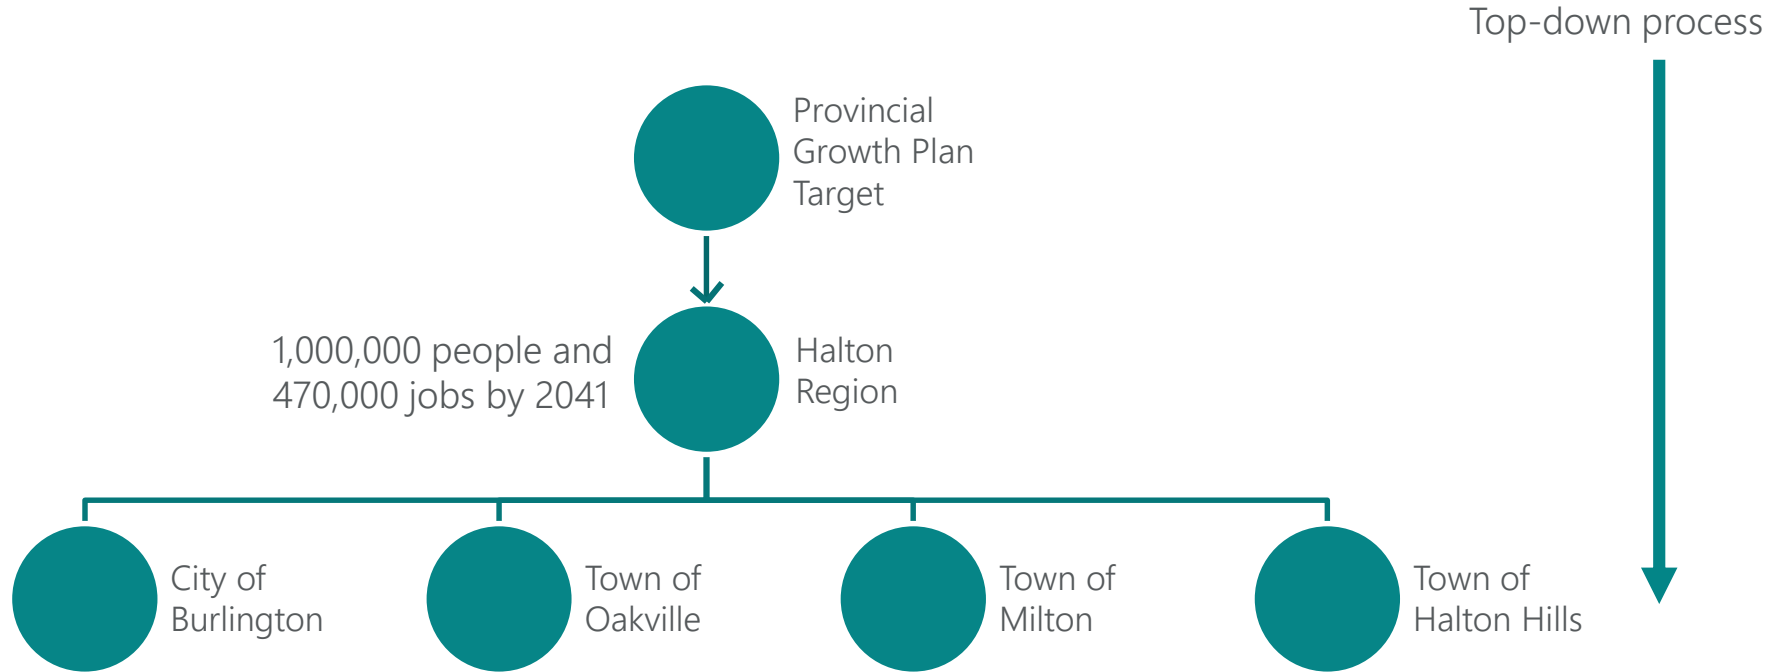 Top-down process
Provincial
Growth Plan
Target
1,000,000 people and
470,000 jobs by 2041
Halton
Region
City of
Burlington
Town of
Oakville
Town of
Milton
Town of
Halton Hills